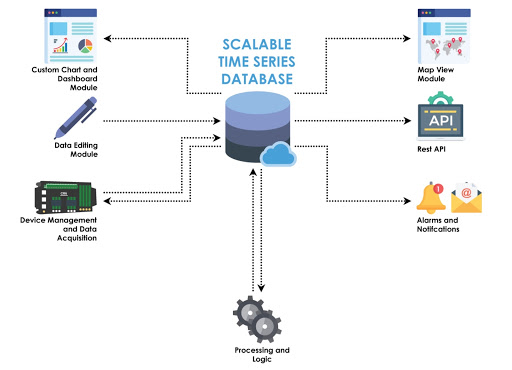 SCALABLE
TIME SERIES
DATABASE
Custom Chart and
Dashboard
Module
Map View
Module
API
Data Editing
Module
Rest API
1
@
Device Management
and Data
Acquisition
Alarms and
Notifcations
Processing and
Logic